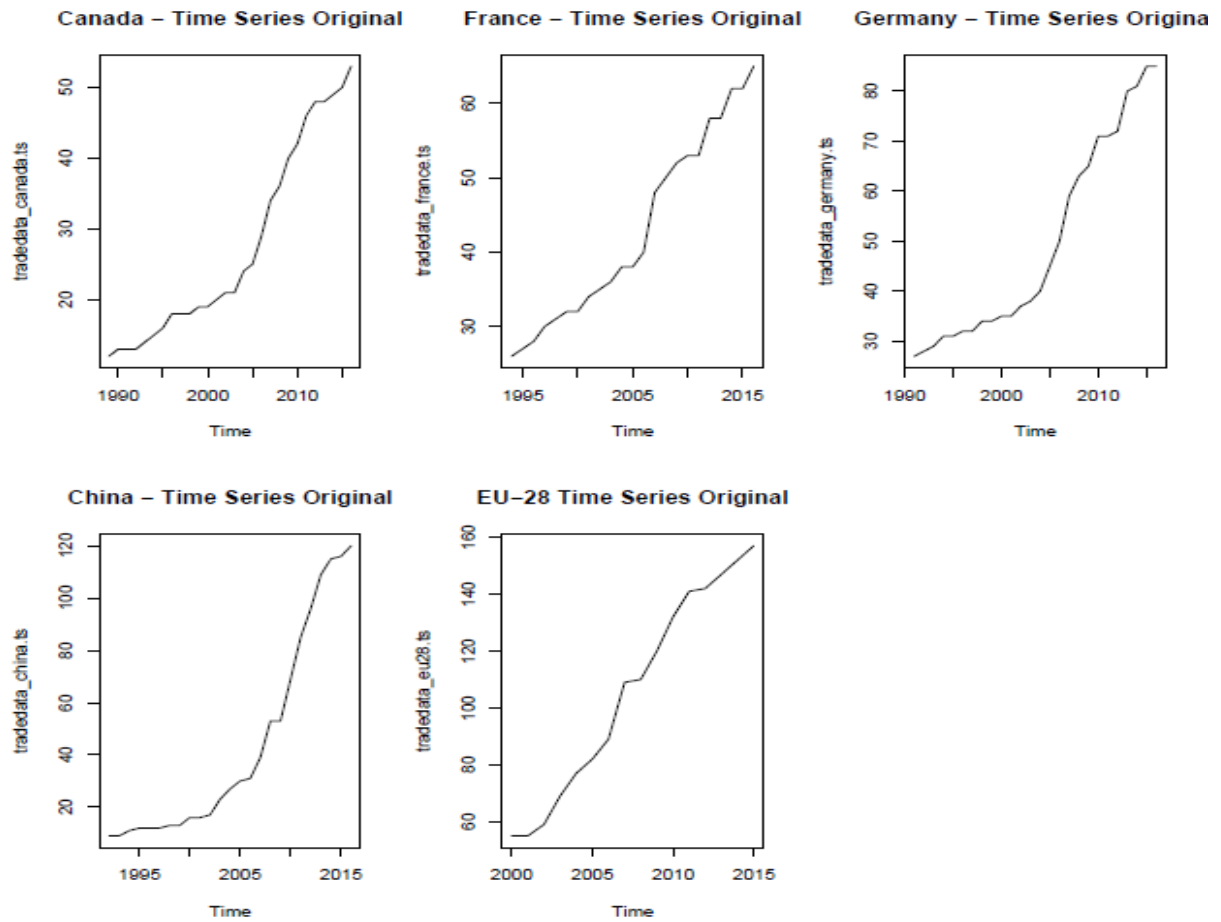 Canada – Time Series Original
tradedata_canada.ts
50
40
30
20
1990
2000
2010
Time
France – Time Series Original
tradedata_france.ts
60
50
40
30
1995
2005
2015
Time
Germany – Time Series Origina
tradedata_germany.ts
80
70
60
50
40
30
1990
2000
2010
Time
China – Time Series Original
tradedata_china.ts
120
100
80
60
40
20
1995
2005
2015
Time
EU–28 Time Series Original
tradedata_eu28.ts
160
140
120
100
80
60
2000
2005
2010
2015
Time